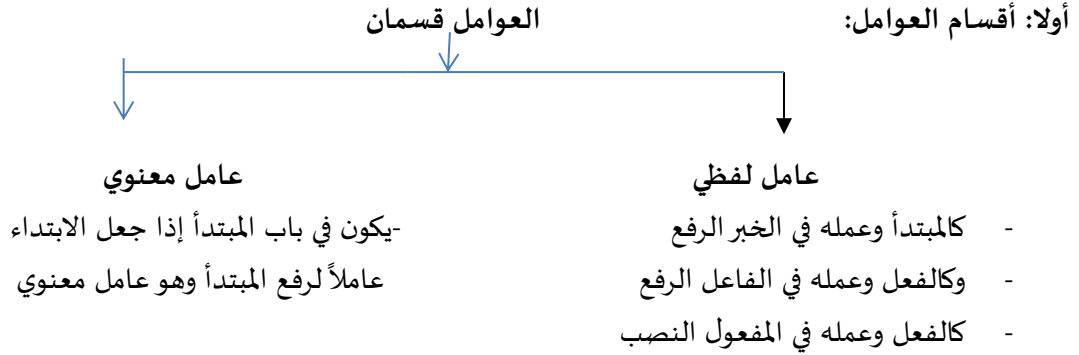 أولا: أقسام العوامل: العوامل قسمان
عامل لفظي
- كالمبتدأ وعمله في الخبر الرفع
- وكالفعل وعمله في الفاعل الرفع
- كالفعل وعمله في المفعول النصب
عامل معنوي
-يكون في باب المبتدأ إذا جعل الابتداء
عاملاً لرفع المبتدأ وهو عامل معنوي